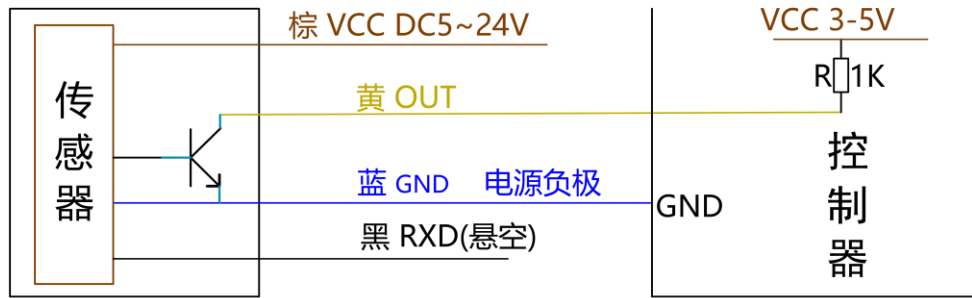 棕 VCC DC5~24V
VCC 3-5V
R 1K
黄 OUT
传感器
控制器
蓝 GND 电源负极
GND
黑 RXD(悬空)